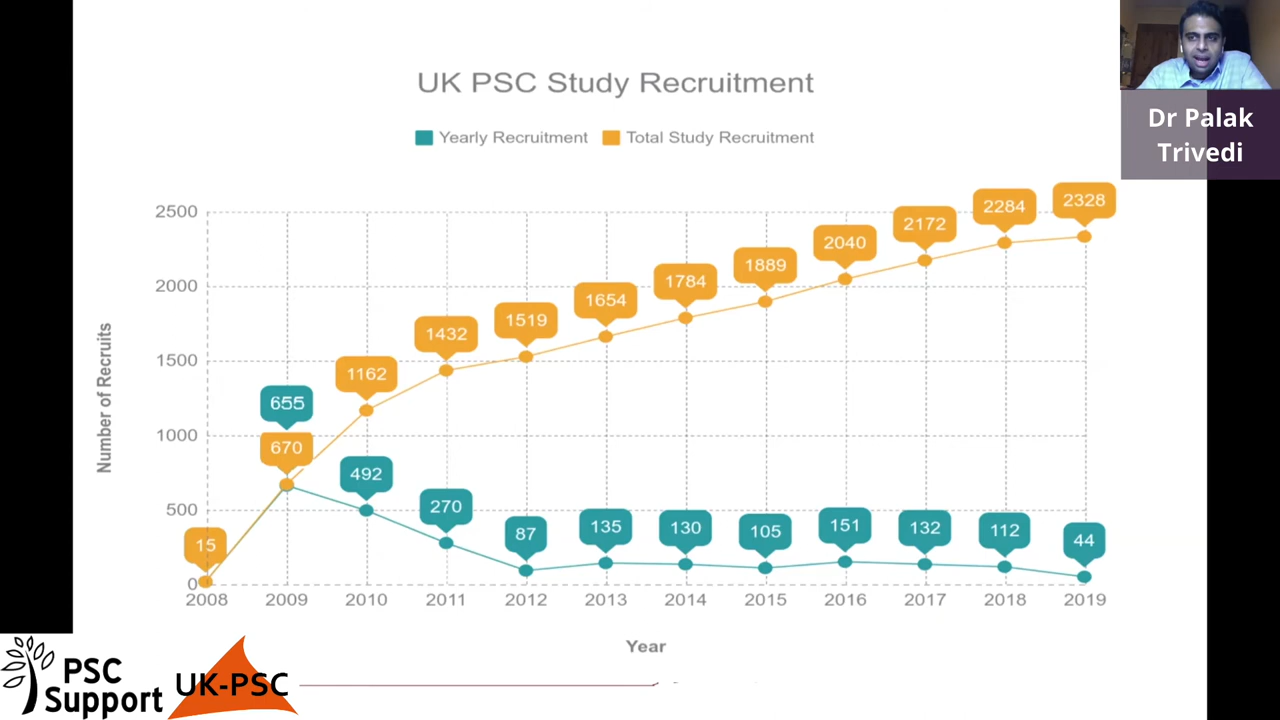 UK PSC Study Recruitment
Yearly Recruitment Total Study Recruitment
Dr Palak
Trivedi
Number of Recruits
2500
2000
1500
1000
500
0
15
670
1162
1432
1519
1654
1784
1889
2040
2172
2284
2328
655
492
270
87
135
130
105
151
132
112
44
2008 2009 2010 2011 2012 2013 2014 2015 2016 2017 2018 2019
Year
PSC
Support
UK-PSC